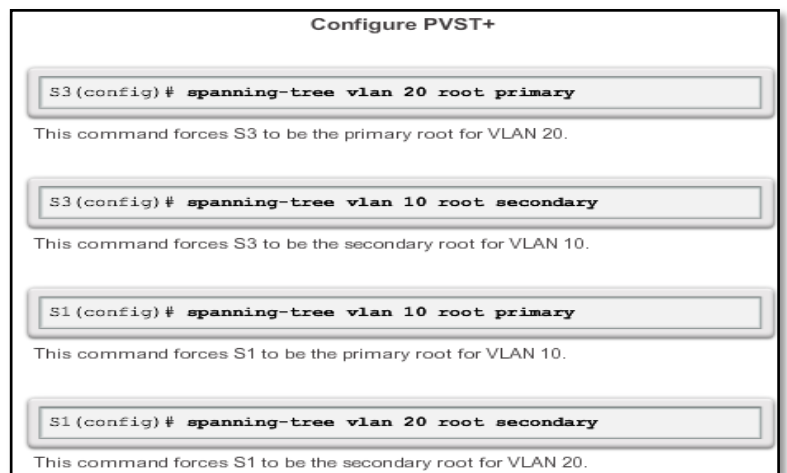 Configure PVST+
S3(config)# spanning-tree vlan 20 root primary
This command forces S3 to be the primary root for VLAN 20.
S3(config)# spanning-tree vlan 10 root secondary
This command forces S3 to be the secondary root for VLAN 10.
S1(config)# spanning-tree vlan 10 root primary
This command forces S1 to be the primary root for VLAN 10.
S1(config)# spanning-tree vlan 20 root secondary
This command forces S1 to be the secondary root for VLAN 20.